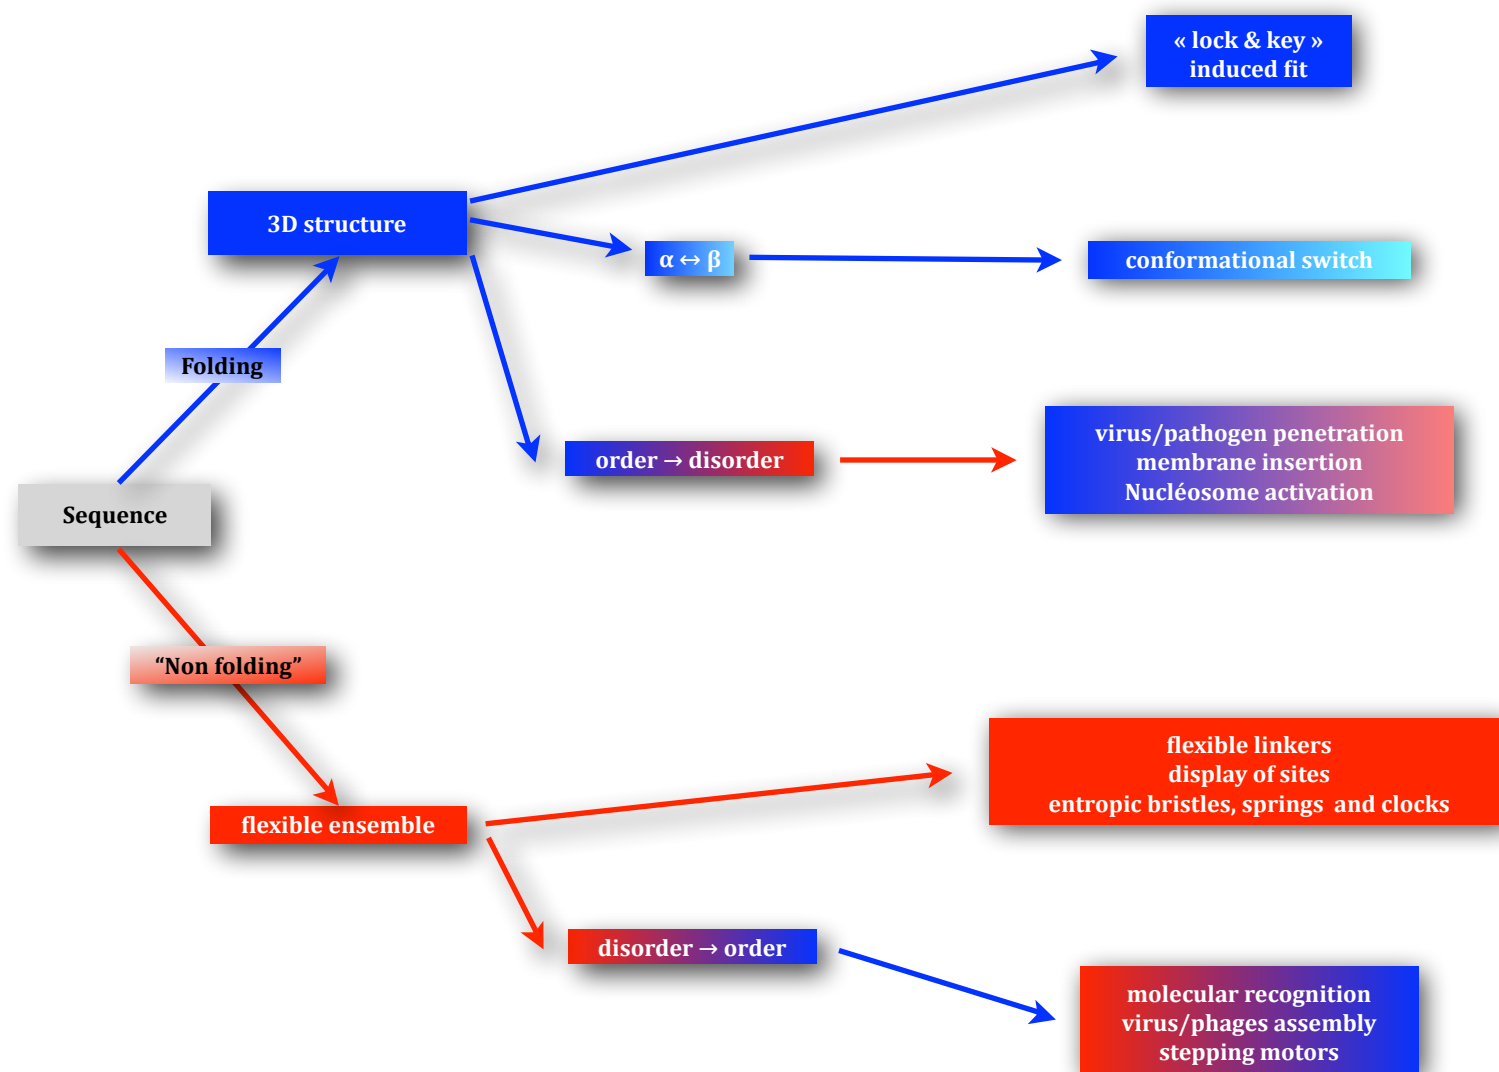 « lock & key »
induced fit
3D structure
α ↔ β
conformational switch
Folding
virus/pathogen penetration
membrane insertion
Nucléosome activation
order → disorder
Sequence
“Non folding”
flexible linkers
display of sites
entropic bristles, springs and clocks
flexible ensemble
disorder → order
molecular recognition
virus/phages assembly
stepping motors